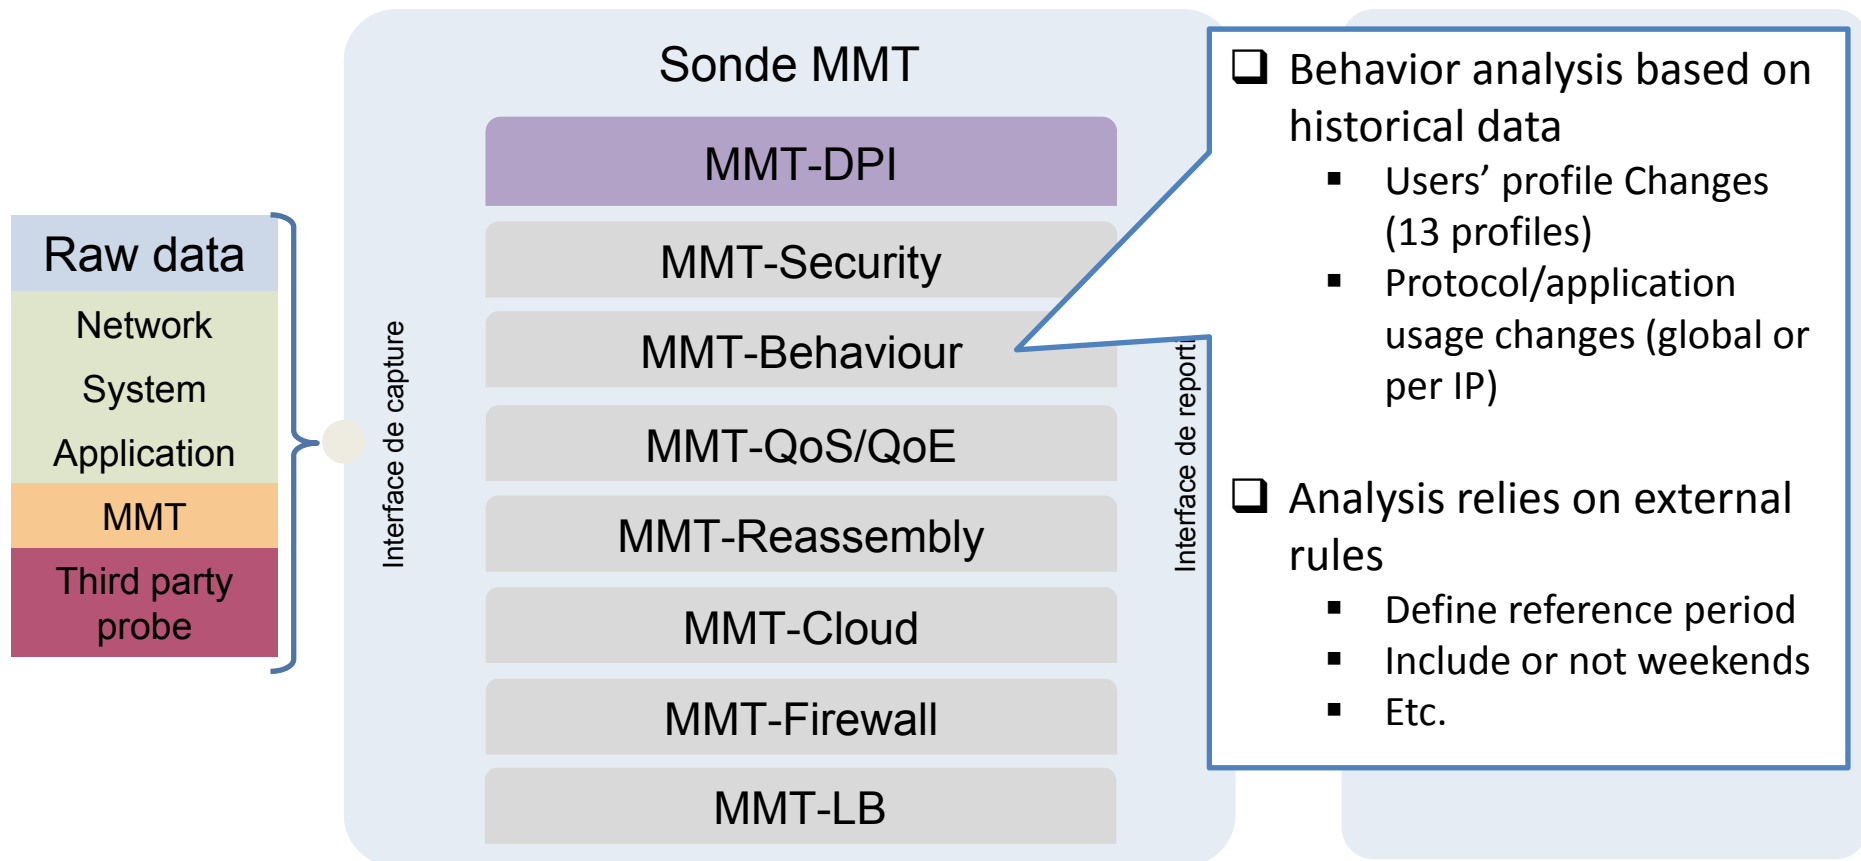 Sonde MMT
MMT-DPI
MMT-Security
MMT-Behaviour
MMT-QoS/QoE
MMT-Reassembly
MMT-Cloud
MMT-Firewall
MMT-LB
Raw data
Network
System
Application
MMT
Third party
probe
Interface de capture
Interface de
❑ Behavior analysis based on
historical data
▪ Users’ profile Changes
(13 profiles)
▪ Protocol/application
usage changes (global or
per IP)
❑ Analysis relies on external
rules
▪ Define reference period
▪ Include or not weekends
▪ Etc.